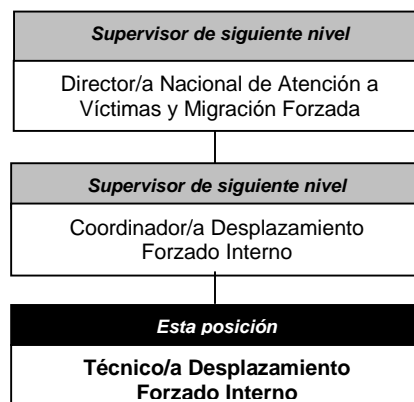 Supervisor de siguiente nivel
Director/a Nacional de Atención a
Víctimas y Migración Forzada
Supervisor de siguiente nivel
Coordinador/a Desplazamiento
Forzado Interno
Esta posición
Técnico/a Desplazamiento
Forzado Interno